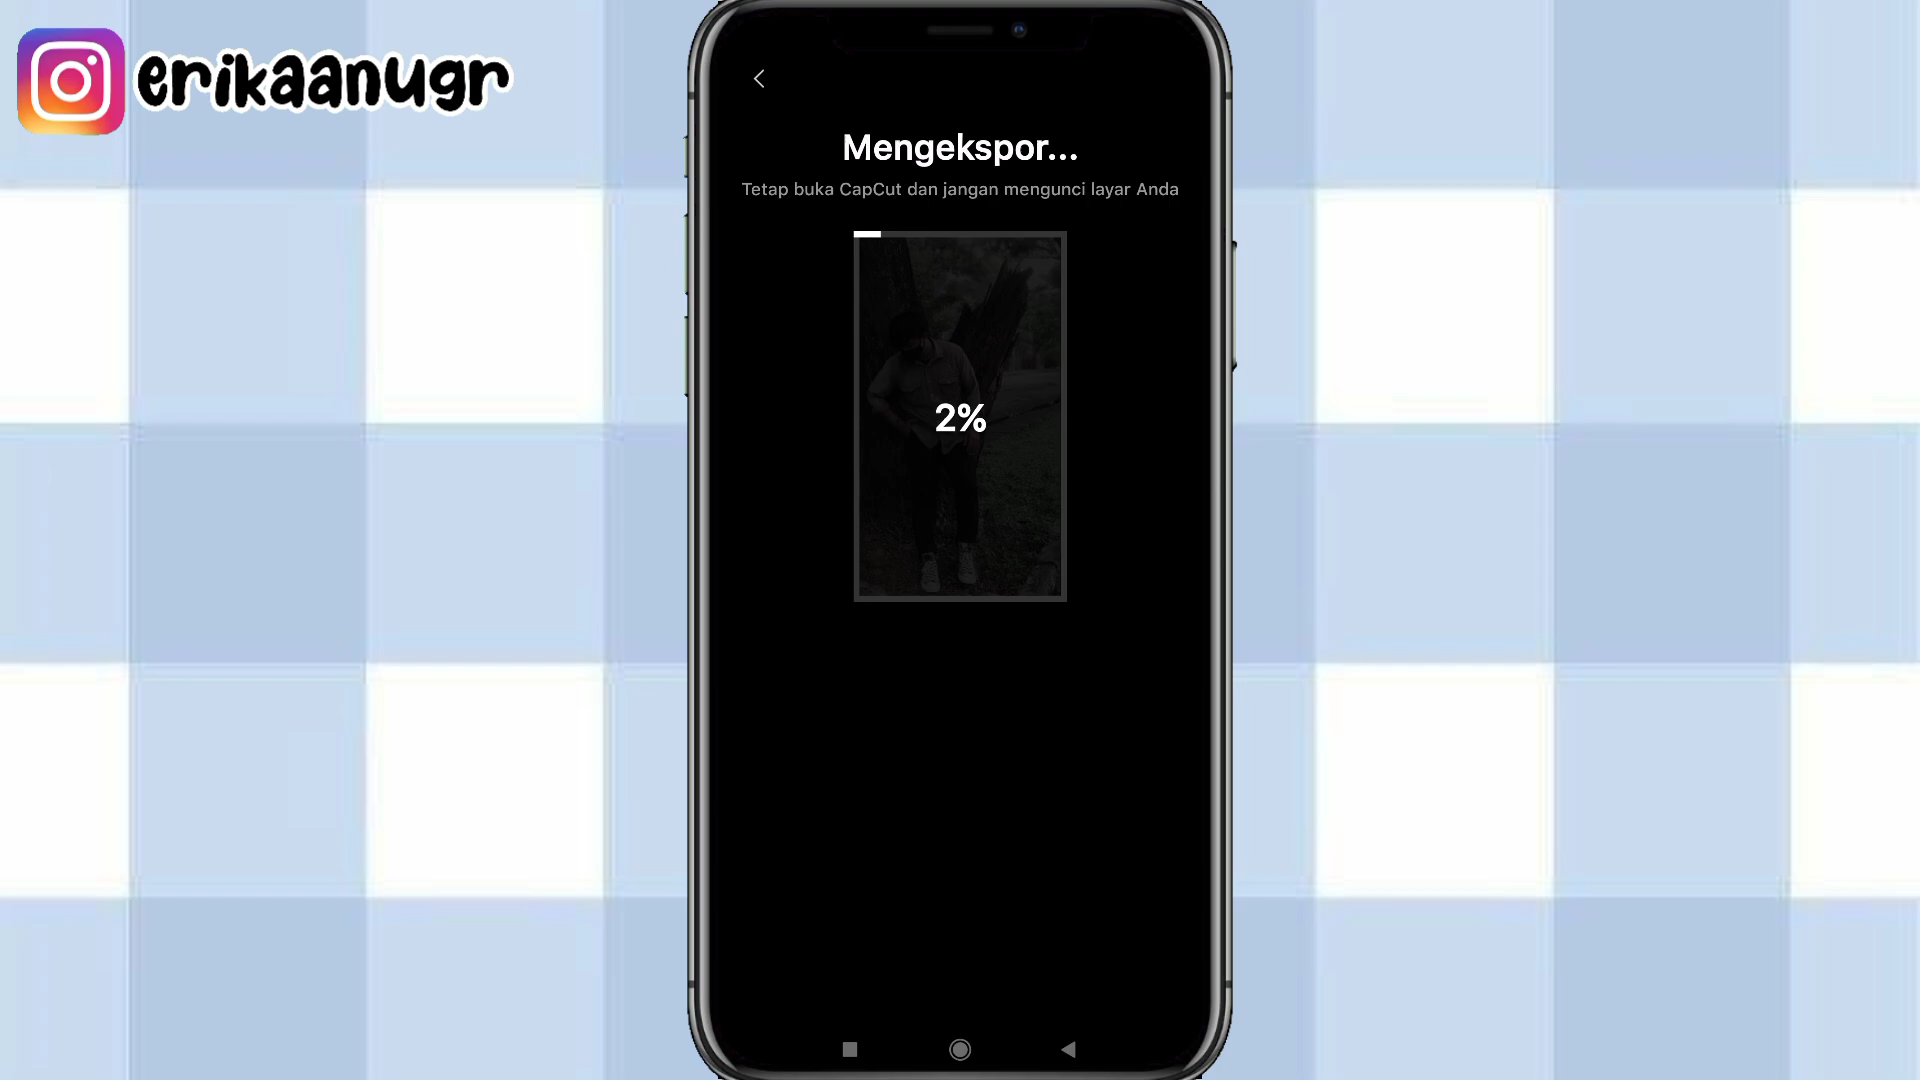 erikaanugr
Mengekspor...
Tetap buka CapCut dan jangan mengunci layar Anda
2%